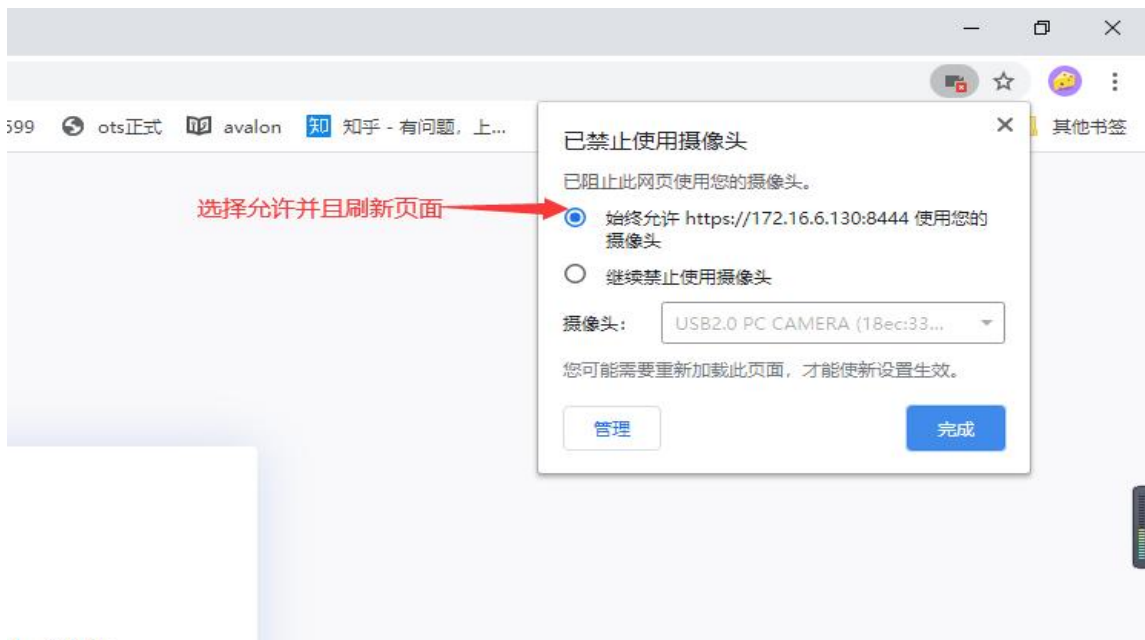 599 ots正式 avalon 知 知乎 - 有问题，上... 其他书签
已禁止使用摄像头
已阻止此网页使用您的摄像头。
选择允许并且刷新页面
始终允许 https://172.16.6.130:8444 使用您的
摄像头
继续禁止使用摄像头
摄像头： USB2.0 PC CAMERA (18ec:33...
您可能需要重新加载此页面，才能使新设置生效。
管理 完成